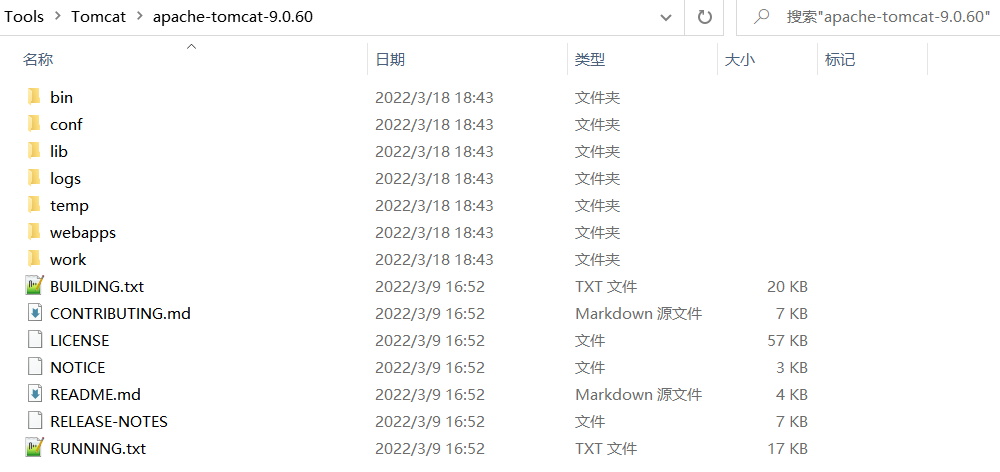 Tools > Tomcat > apache-tomcat-9.0.60 搜索"apache-tomcat-9.0.60"
名称 日期 类型 大小 标记
bin 2022/3/18 18:43 文件夹
conf 2022/3/18 18:43 文件夹
lib 2022/3/18 18:43 文件夹
logs 2022/3/18 18:43 文件夹
temp 2022/3/18 18:43 文件夹
webapps 2022/3/18 18:43 文件夹
work 2022/3/18 18:43 文件夹
BUILDING.txt 2022/3/9 16:52 TXT 文件 20 KB
CONTRIBUTING.md 2022/3/9 16:52 Markdown 源文件 7 KB
LICENSE 2022/3/9 16:52 文件 57 KB
NOTICE 2022/3/9 16:52 文件 3 KB
README.md 2022/3/9 16:52 Markdown 源文件 4 KB
RELEASE-NOTES 2022/3/9 16:52 文件 7 KB
RUNNING.txt 2022/3/9 16:52 TXT 文件 17 KB